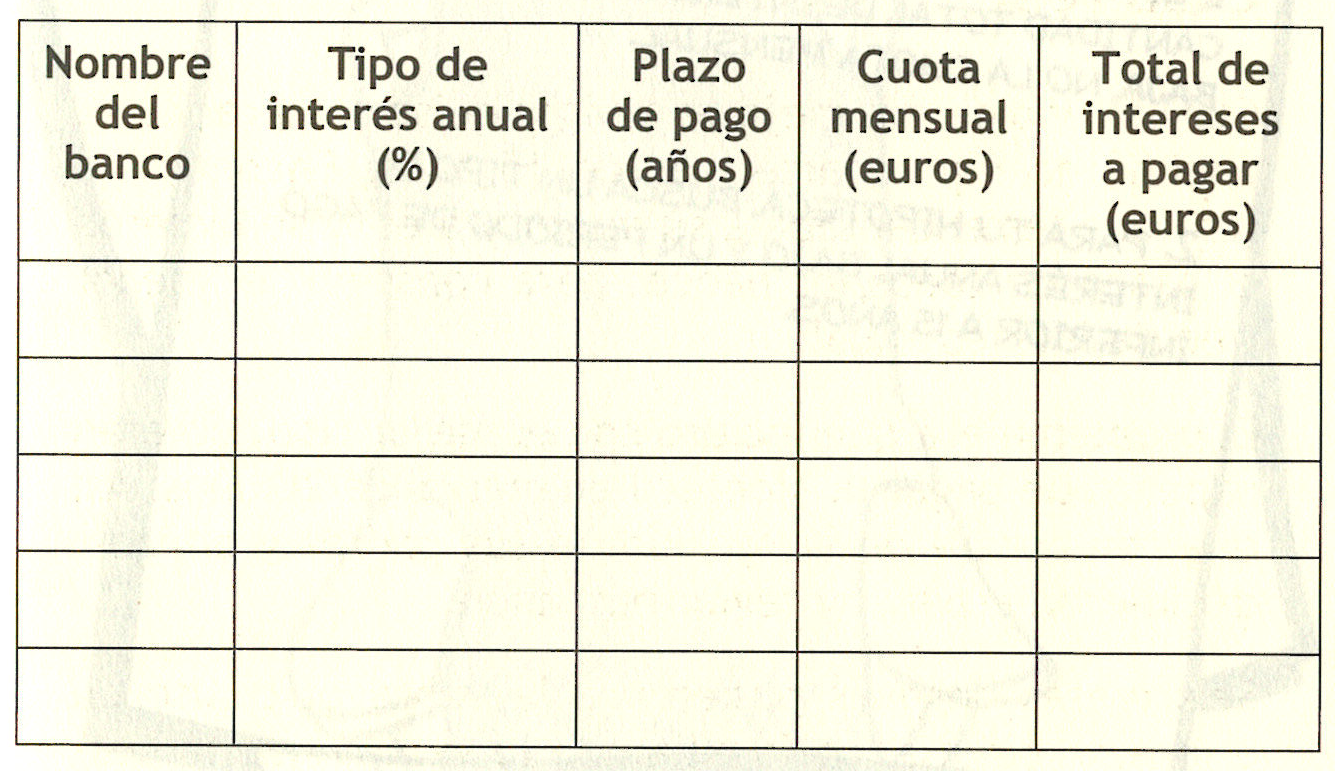 Nombre
del
banco
Tipo de
interés anual
(%)
Plazo
de pago
(años)
Cuota
mensual
(euros)
Total de
intereses
a pagar
(euros)